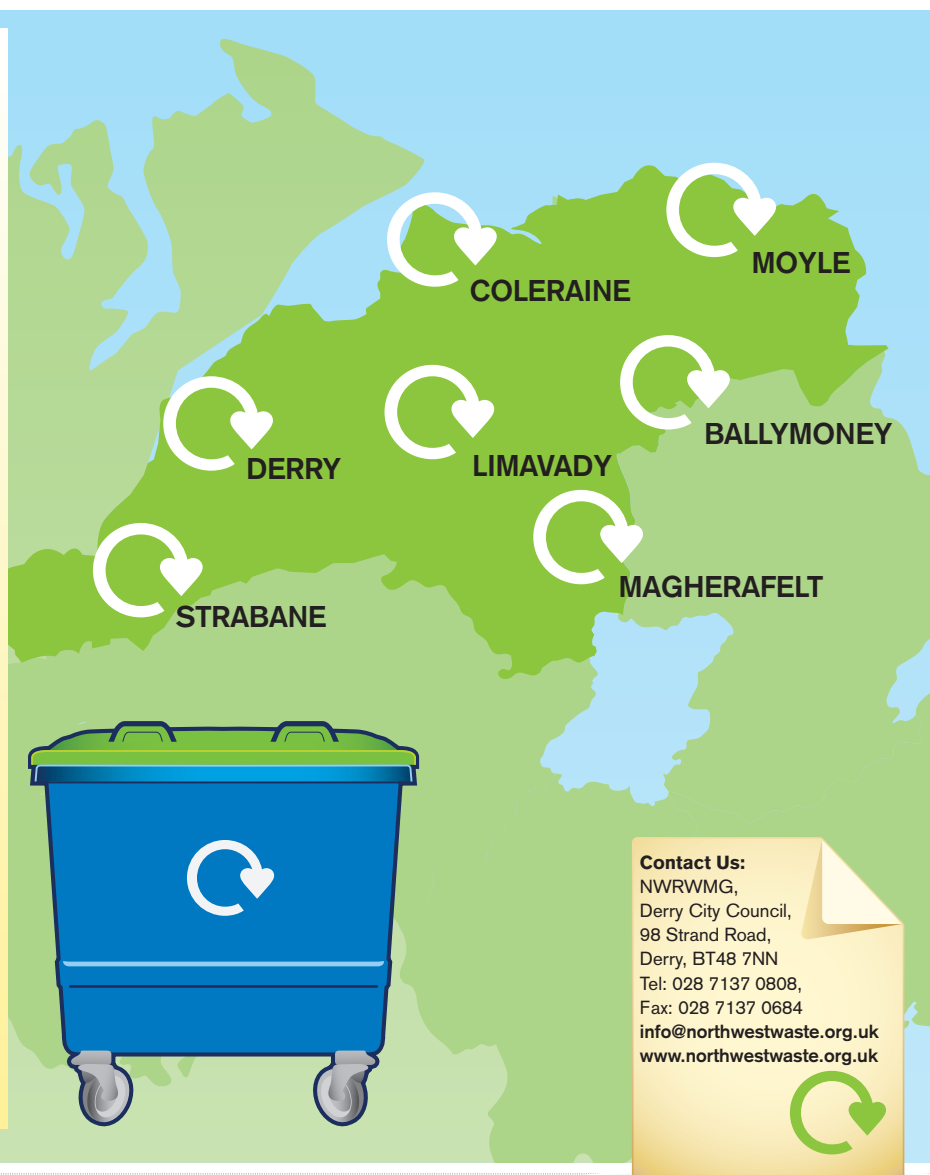 MOYLE
COLERAINE
BALLYMONEY
DERRY
LIMAVADY
MAGHERAFELT
STRABANE
Contact Us:
NWRWMG,
Derry City Council,
98 Strand Road,
Derry, BT48 7NN
Tel: 028 7137 0808,
Fax: 028 7137 0684
info@northwestwaste.org.uk
www.northwestwaste.org.uk